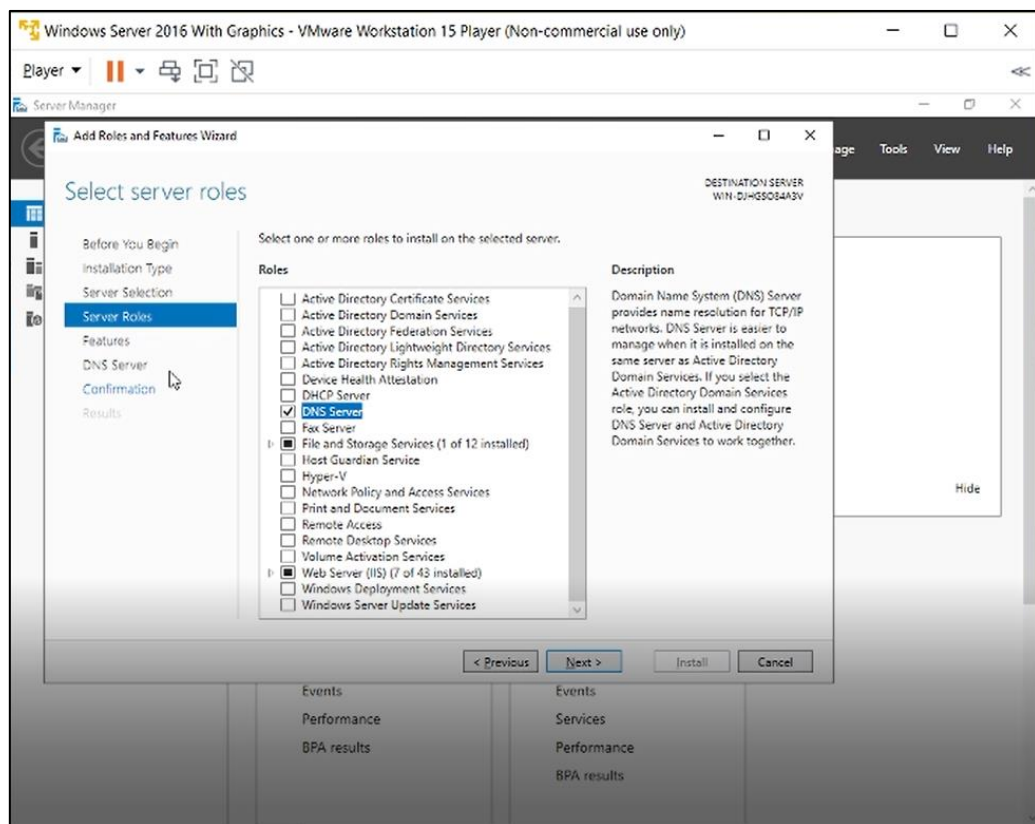 Windows Server 2016 With Graphics - VMware Workstation 15 Player (Non-commercial use only)
Player
Server Manager
Add Roles and Features Wizard
age Tools View Help
Select server roles
DESTINATION SERVER
WIN-DJHGSO84A3V
Before You Begin
Installation Type
Server Selection
Server Roles
Features
DNS Server
Confirmation
Results
Select one or more roles to install on the selected server.
Roles
Active Directory Certificate Services
Active Directory Domain Services
Active Directory Federation Services
Active Directory Lightweight Directory Services
Active Directory Rights Management Services
Device Health Attestation
DHCP Server
DNS Server
Fax Server
File and Storage Services (1 of 12 installed)
Host Guardian Service
Hyper-V
Network Policy and Access Services
Print and Document Services
Remote Access
Remote Desktop Services
Volume Activation Services
Web Server (IIS) (7 of 43 installed)
Windows Deployment Services
Windows Server Update Services
Description
Domain Name System (DNS) Server
provides name resolution for TCP/IP
networks. DNS Server is easier to
manage when it is installed on the
same server as Active Directory
Domain Services. If you select the
Active Directory Domain Services
role, you can install and configure
DNS Server and Active Directory
Domain Services to work together.
Hide
< Previous Next > Install Cancel
Events
Performance
BPA results
Events
Services
Performance
BPA results